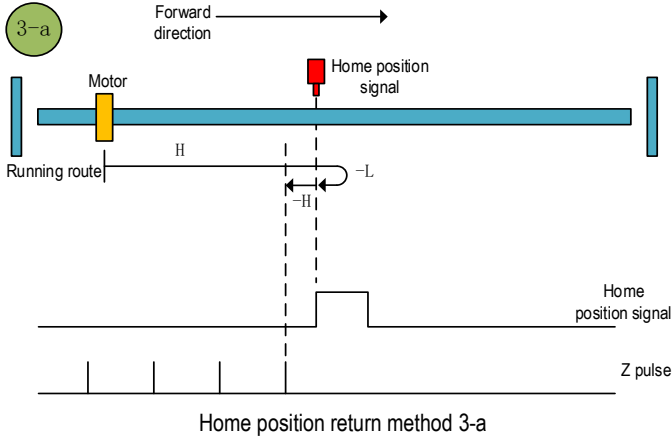 3-a
Forward
direction
Home position
signal
Motor
H
Running route
-L
-H
Home
position signal
Z pulse
Home position return method 3-a